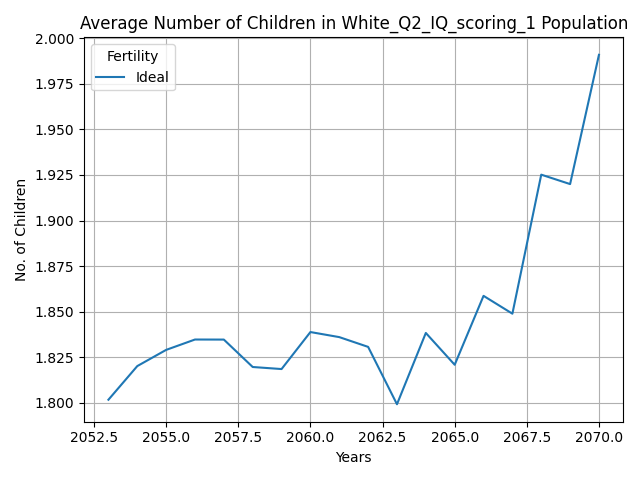 Average Number of Children in White_Q2_IQ_scoring_1 Population
Fertility
Ideal
No. of Children
2.000
1.975
1.950
1.925
1.900
1.875
1.850
1.825
1.800
2052.5 2055.0 2057.5 2060.0 2062.5 2065.0 2067.5 2070.0
Years